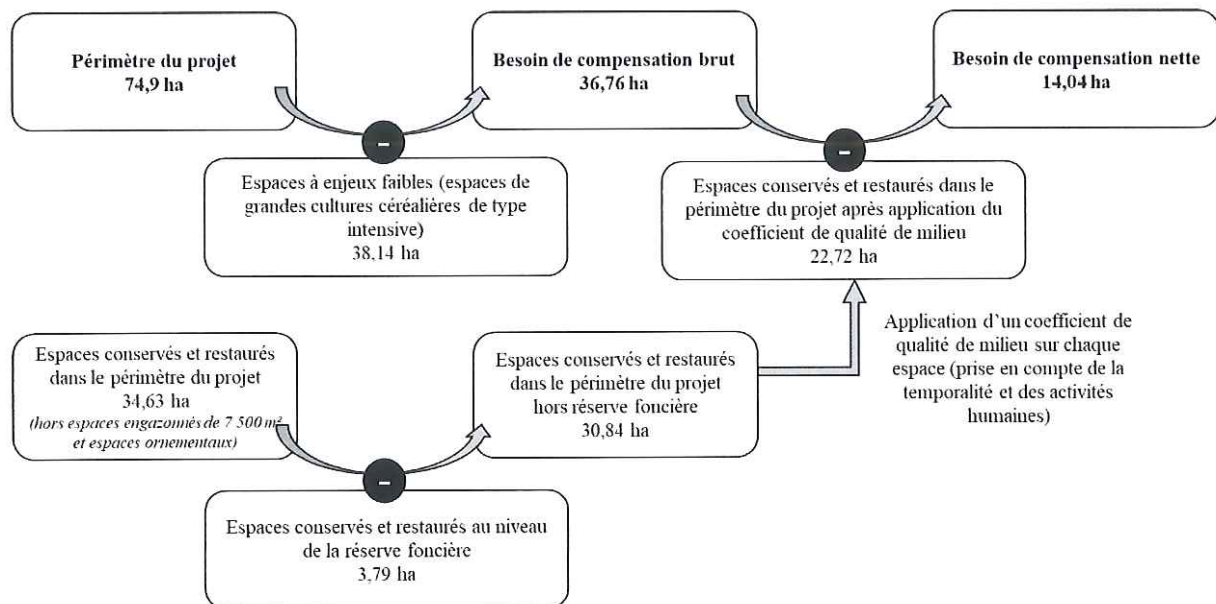 Périmètre du projet
74,9 ha
Besoin de compensation brut
36,76 ha
Besoin de compensation nette
14,04 ha
-
-
Espaces à enjeux faibles (espaces de
grandes cultures céréalières de type
intensive)
38,14 ha
Espaces conservés et restaurés dans le
périmètre du projet après application du
coefficient de qualité de milieu
22,72 ha
Espaces conservés et restaurés
dans le périmètre du projet
34,63 ha
(hors espaces engazonnés de 7 500 m²
et espaces ornementaux)
Espaces conservés et restaurés
dans le périmètre du projet
hors réserve foncière
30,84 ha
Application d'un coefficient de
qualité de milieu sur chaque
espace (prise en compte de la
temporalité et des activités
humaines)
-
Espaces conservés et restaurés au niveau
de la réserve foncière
3,79 ha